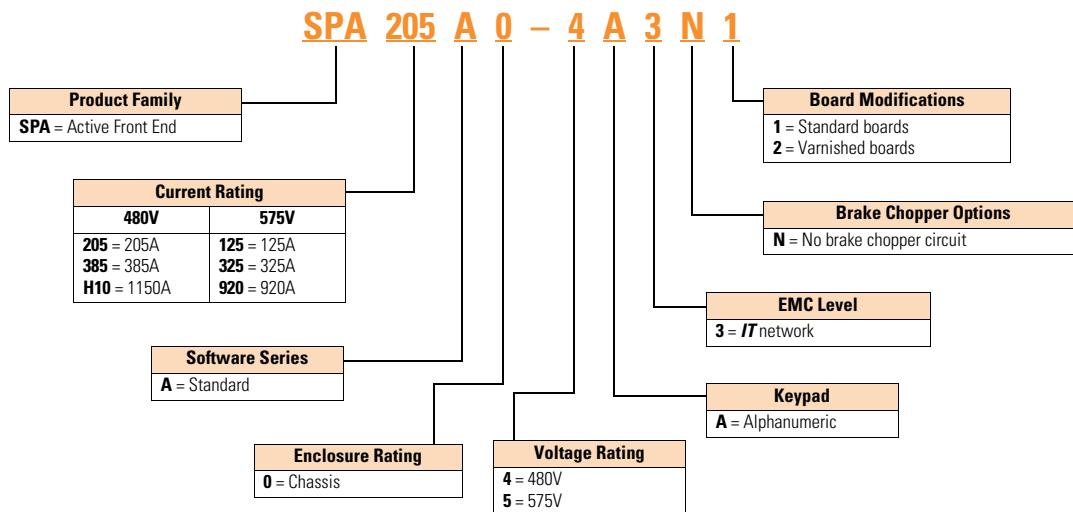 SPA 205 A 0 – 4 A 3 N 1
Product Family
SPA = Active Front End
Board Modifications
1 = Standard boards
2 = Varnished boards
Current Rating
480V 575V
205 = 205A 125 = 125A
385 = 385A 325 = 325A
H10 = 1150A 920 = 920A
Brake Chopper Options
N = No brake chopper circuit
EMC Level
3 = IT network
Software Series
A = Standard
Keypad
A = Alphanumeric
Enclosure Rating
0 = Chassis
Voltage Rating
4 = 480V
5 = 575V